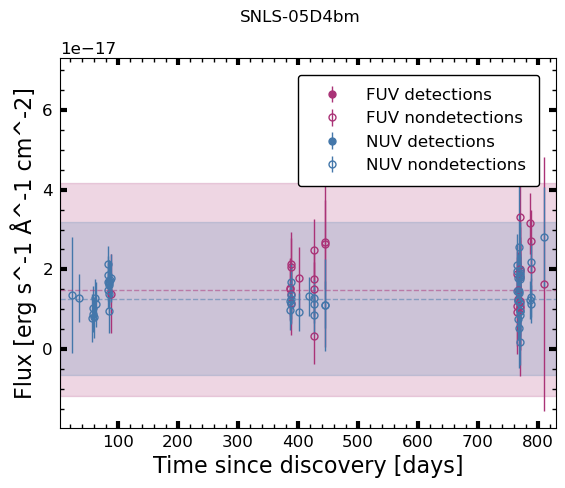 SNLS-05D4bm
1e−17
FUV detections
FUV nondetections
NUV detections
NUV nondetections
6
4
2
0
Flux [erg s^-1 Å^-1 cm^-2]
100 200 300 400 500 600 700 800
Time since discovery [days]